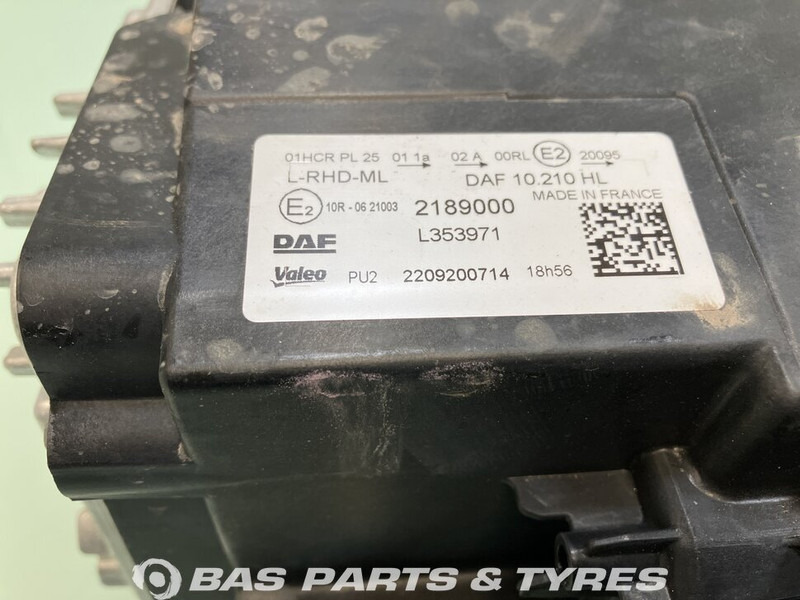 01HCR PL 25 01 1a 02 A 00RL E2 20095
L-RHD-ML DAF 10.210 HL
MADE IN FRANCE
E2 10R - 06 21003 2189000
DAF L353971
Valeo PU2 2209200714 18h56
BAS PARTS & TYRES